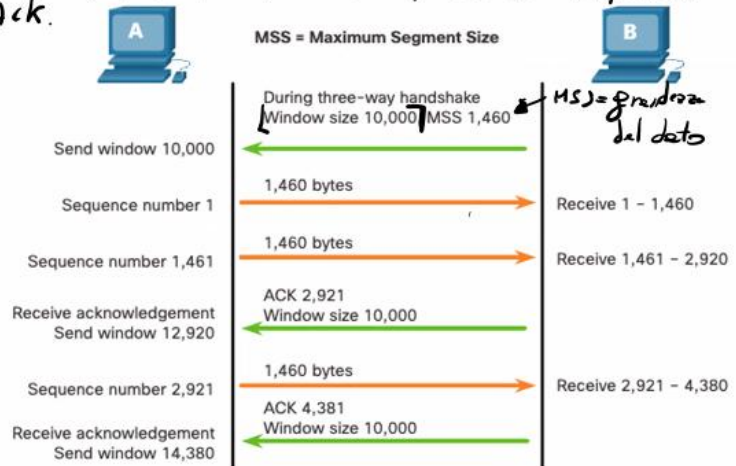 Ack.
A
B
MSS = Maximum Segment Size
During three-way handshake
Window size 10,000 MSS 1,460
MSS = grandezza
del dato
Send window 10,000
1,460 bytes
Sequence number 1
Receive 1 - 1,460
1,460 bytes
Sequence number 1,461
Receive 1,461 - 2,920
ACK 2,921
Window size 10,000
Receive acknowledgement
Send window 12,920
1,460 bytes
Sequence number 2,921
Receive 2,921 - 4,380
ACK 4,381
Window size 10,000
Receive acknowledgement
Send window 14,380